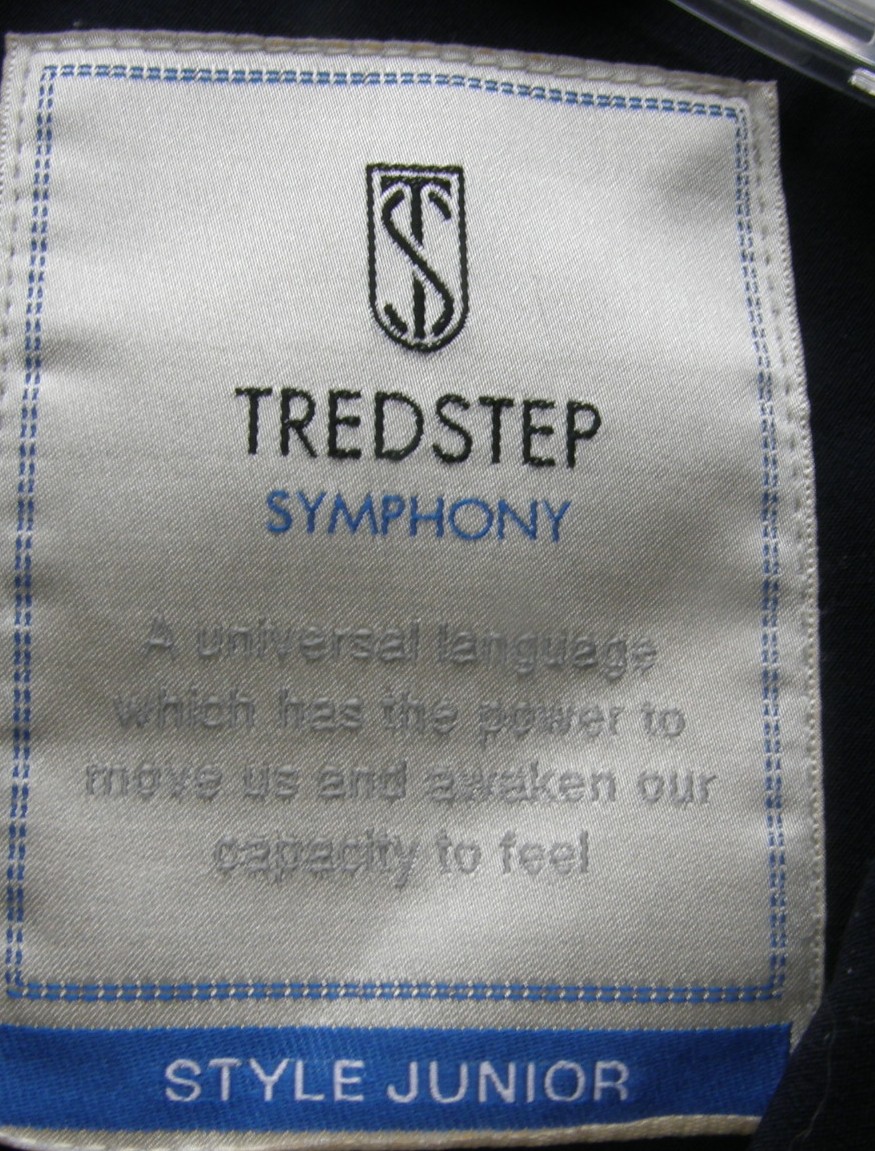 TS
TREDSTEP
SYMPHONY
A universal language
which has the power to
move us and awaken our
capacity to feel
STYLE JUNIOR